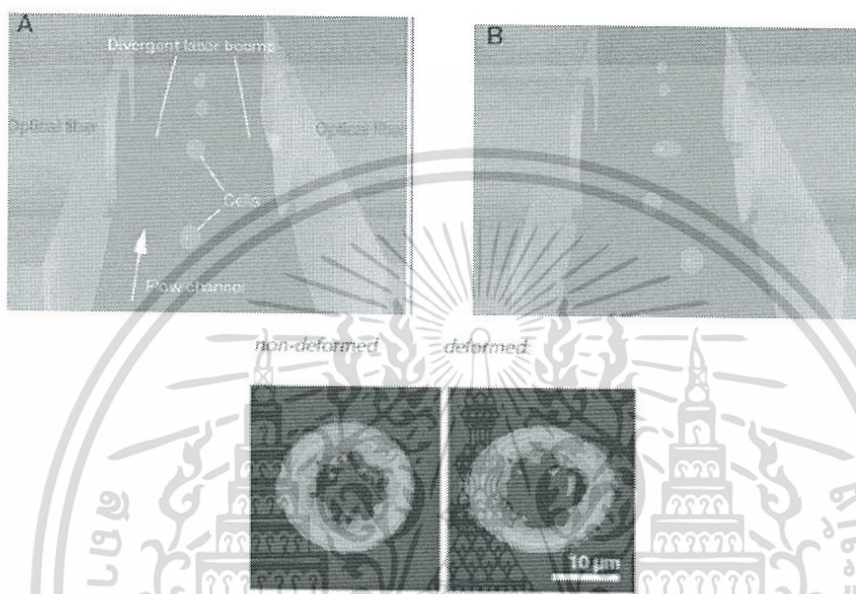 A
B
Divergent laser beams
Optical fiber
Optical fiber
Cells
Flow channel
non-deformed
deformed
10 µm